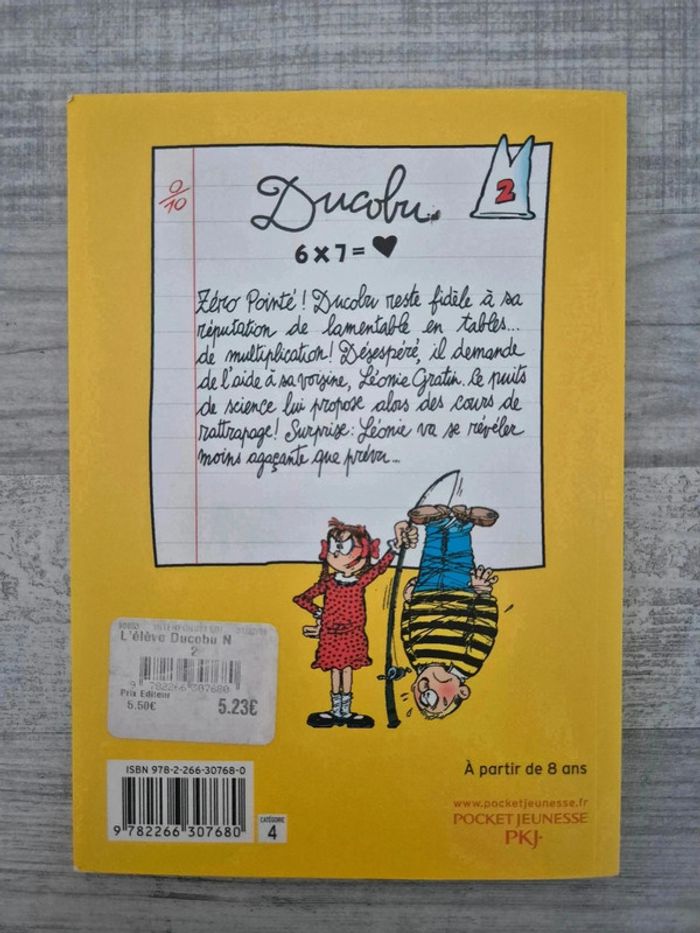 0/10
Ducobu
2
6 x 7 = ♥
Zéro Pointé ! Ducobu reste fidèle à sa
réputation de lamentable en tables...
de multiplication ! Désespéré, il demande
de l'aide à sa voisine, Léonie Gratin. Ce puits
de science lui propose alors des cours de
rattrapage ! Surprise : Léonie va se révéler
moins agaçante que prévu...
L'élève Ducobu N
2
9 782266 307680
Prix Editeur
5.50€
5.23€
ISBN 978-2-266-30768-0
9 782266 307680
CATÉGORIE
4
À partir de 8 ans
www.pocketjeunesse.fr
POCKET JEUNESSE
PKJ.